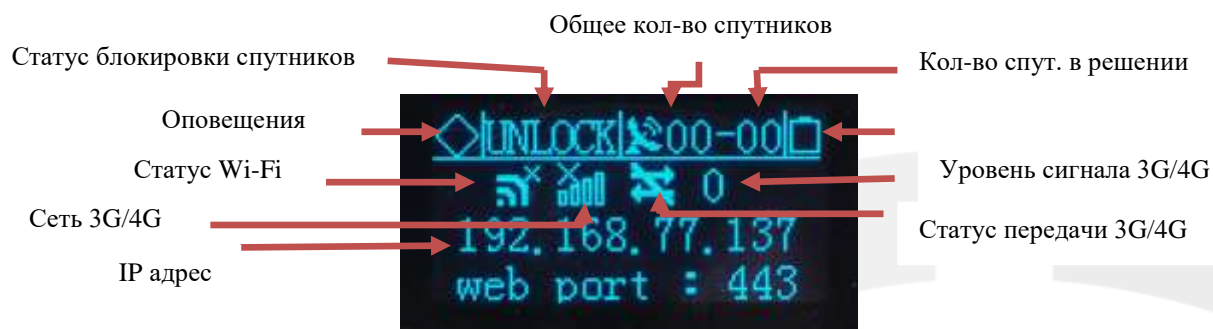 Общее кол-во спутников
Статус блокировки спутников
Кол-во спут. в решении
Оповещения
UNLOCK 00-00
Статус Wi-Fi
Уровень сигнала 3G/4G
0
Сеть 3G/4G
Статус передачи 3G/4G
192.168.77.137
IP адрес
web port : 443